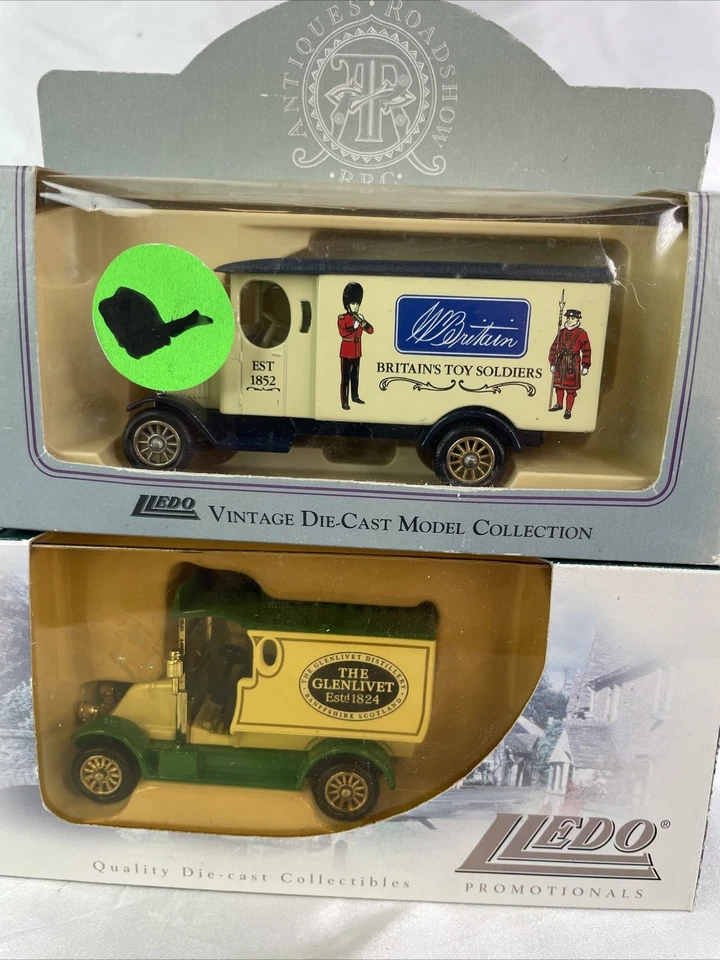 ANTIQUES ROADSHOW
BBC
EST
1852
W. Britain
BRITAIN'S TOY SOLDIERS
LLEDO VINTAGE DIE-CAST MODEL COLLECTION
THE GLENLIVET DISTILLERY
THE
GLENLIVET
Estd 1824
BANFFSHIRE SCOTLAND
LLEDO®
PROMOTIONALS
Quality Die-cast Collectibles